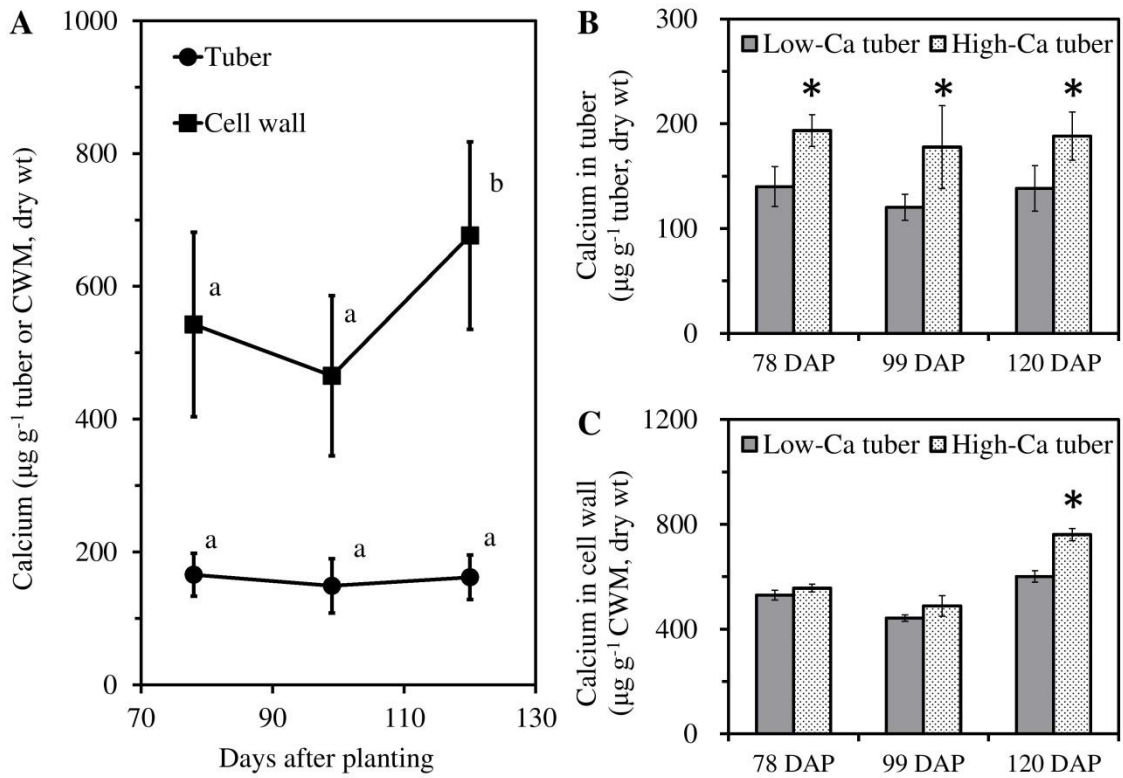 A
1000
800
600
400
200
0
Calcium (µg g⁻¹ tuber or CWM, dry wt)
Tuber
Cell wall
a
a
b
a
a
a
70
90
110
130
Days after planting
B
300
200
100
0
Calcium in tuber
(µg g⁻¹ tuber, dry wt)
Low-Ca tuber
High-Ca tuber
*
*
*
78 DAP
99 DAP
120 DAP
C
1200
800
400
0
Calcium in cell wall
(µg g⁻¹ CWM, dry wt)
Low-Ca tuber
High-Ca tuber
*
78 DAP
99 DAP
120 DAP